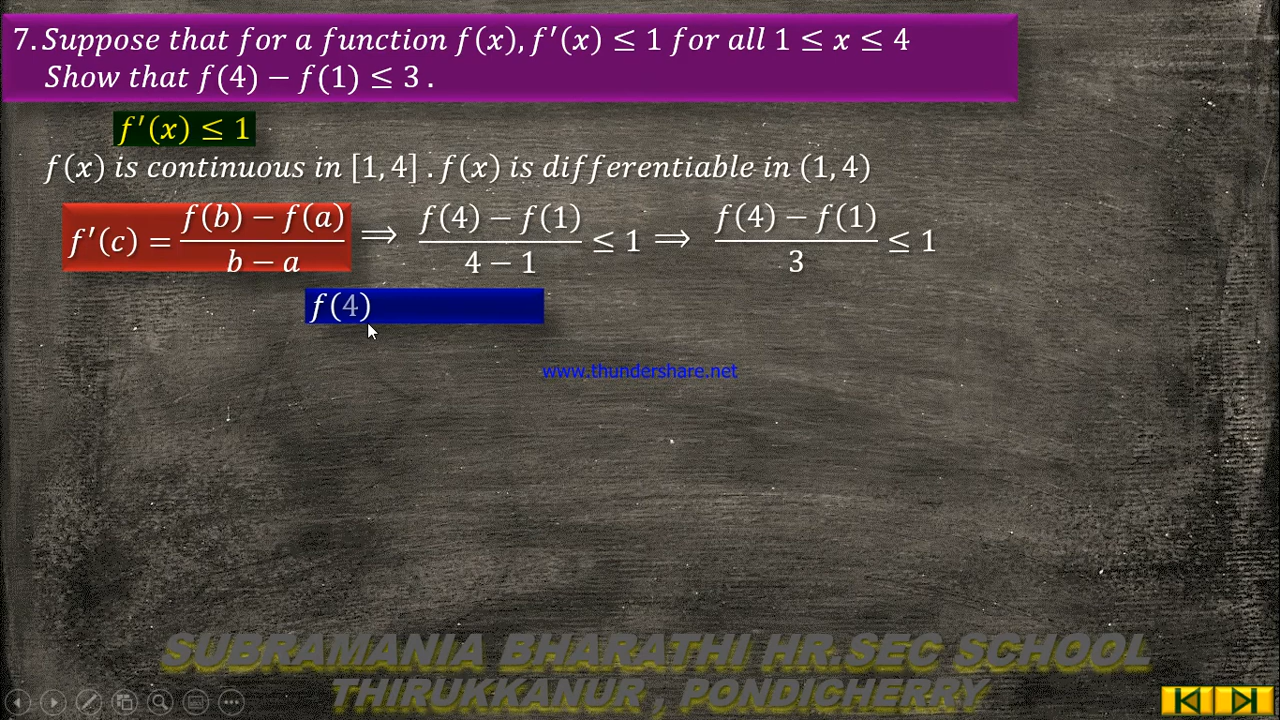 7. Suppose that for a function f(x), f′(x) ≤ 1 for all 1 ≤ x ≤ 4
Show that f(4) − f(1) ≤ 3 .
f′(x) ≤ 1
f(x) is continuous in [1,4] . f(x) is differentiable in (1,4)
f′(c) = (f(b) − f(a))/(b − a) ⟹ (f(4) − f(1))/(4 − 1) ≤ 1 ⟹ (f(4) − f(1))/3 ≤ 1
f(4)
www.thundershare.net
SUBRAMANIA BHARATHI HR.SEC SCHOOL
THIRUKKANUR , PONDICHERRY